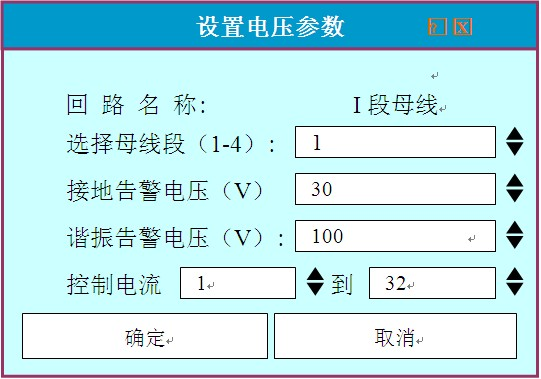 设置电压参数 ? X
回 路 名 称: I 段母线
选择母线段（1-4）: 1
接地告警电压（V） 30
谐振告警电压（V）: 100
控制电流 1 到 32
确定 取消